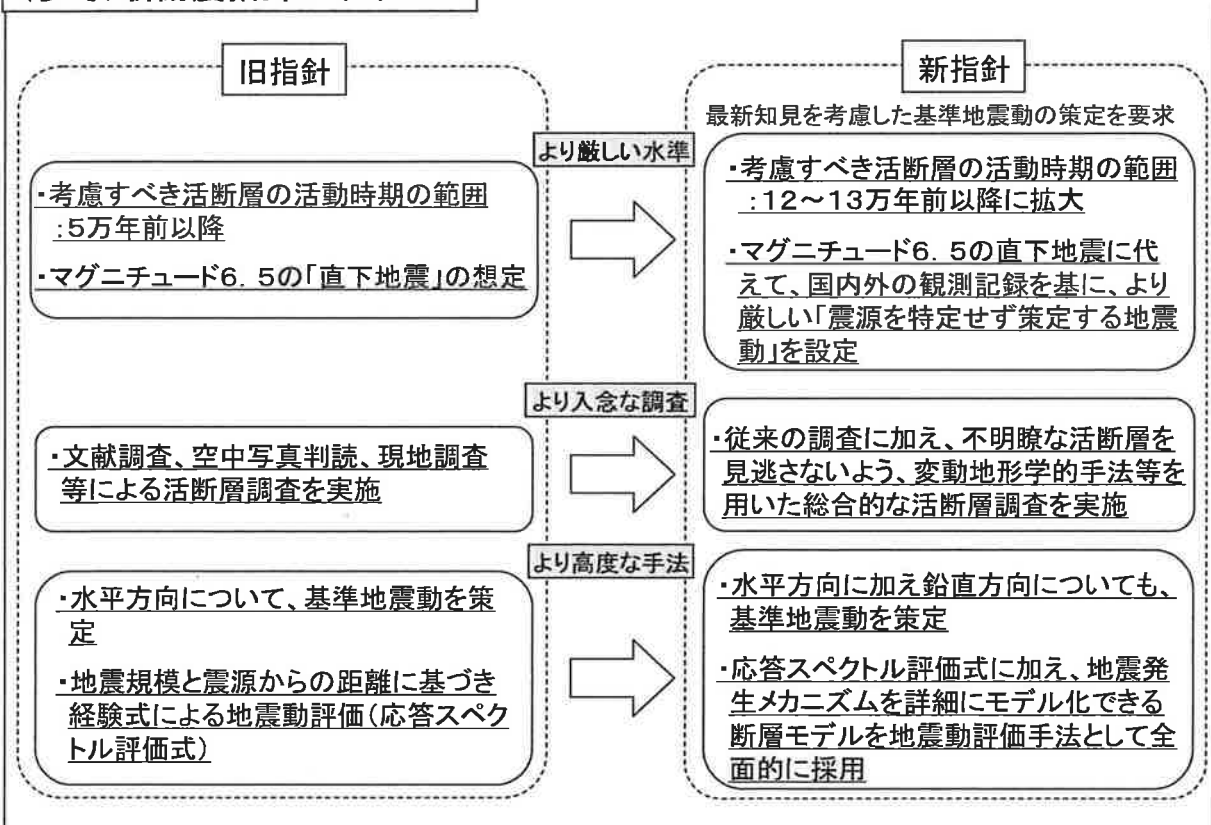 旧指針
・考慮すべき活断層の活動時期の範囲
:5万年前以降
・マグニチュード6.5の「直下地震」の想定
より厳しい水準
新指針
最新知見を考慮した基準地震動の策定を要求
・考慮すべき活断層の活動時期の範囲
:12～13万年前以降に拡大
・マグニチュード6.5の直下地震に代
えて、国内外の観測記録を基に、より
厳しい「震源を特定せず策定する地震
動」を設定
・文献調査、空中写真判読、現地調査
等による活断層調査を実施
より入念な調査
・従来の調査に加え、不明瞭な活断層を
見逃さないよう、変動地形学的手法等を
用いた総合的な活断層調査を実施
・水平方向について、基準地震動を策
定
・地震規模と震源からの距離に基づき
経験式による地震動評価(応答スペク
トル評価式)
より高度な手法
・水平方向に加え鉛直方向についても、
基準地震動を策定
・応答スペクトル評価式に加え、地震発
生メカニズムを詳細にモデル化できる
断層モデルを地震動評価手法として全
面的に採用